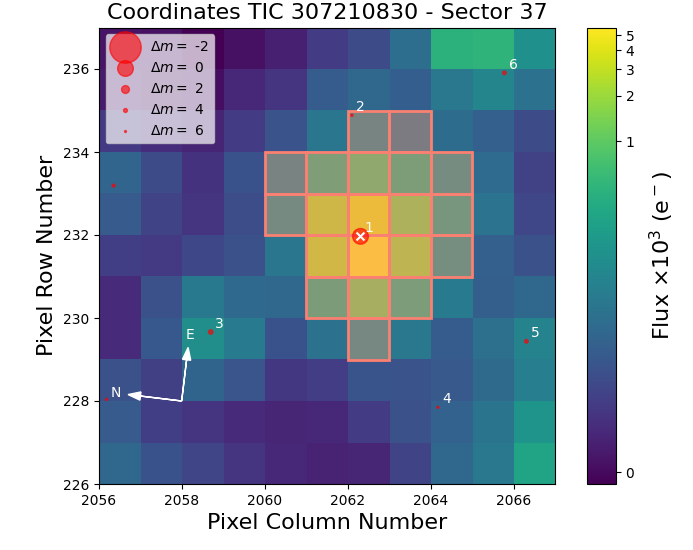 Coordinates TIC 307210830 - Sector 37
Δm = -2
Δm = 0
Δm = 2
Δm = 4
Δm = 6
236
234
232
230
228
226
2056
2058
2060
2062
2064
2066
Pixel Row Number
Pixel Column Number
1
2
3
4
5
6
E
N
5
4
3
2
1
0
Flux ×10³ (e⁻)